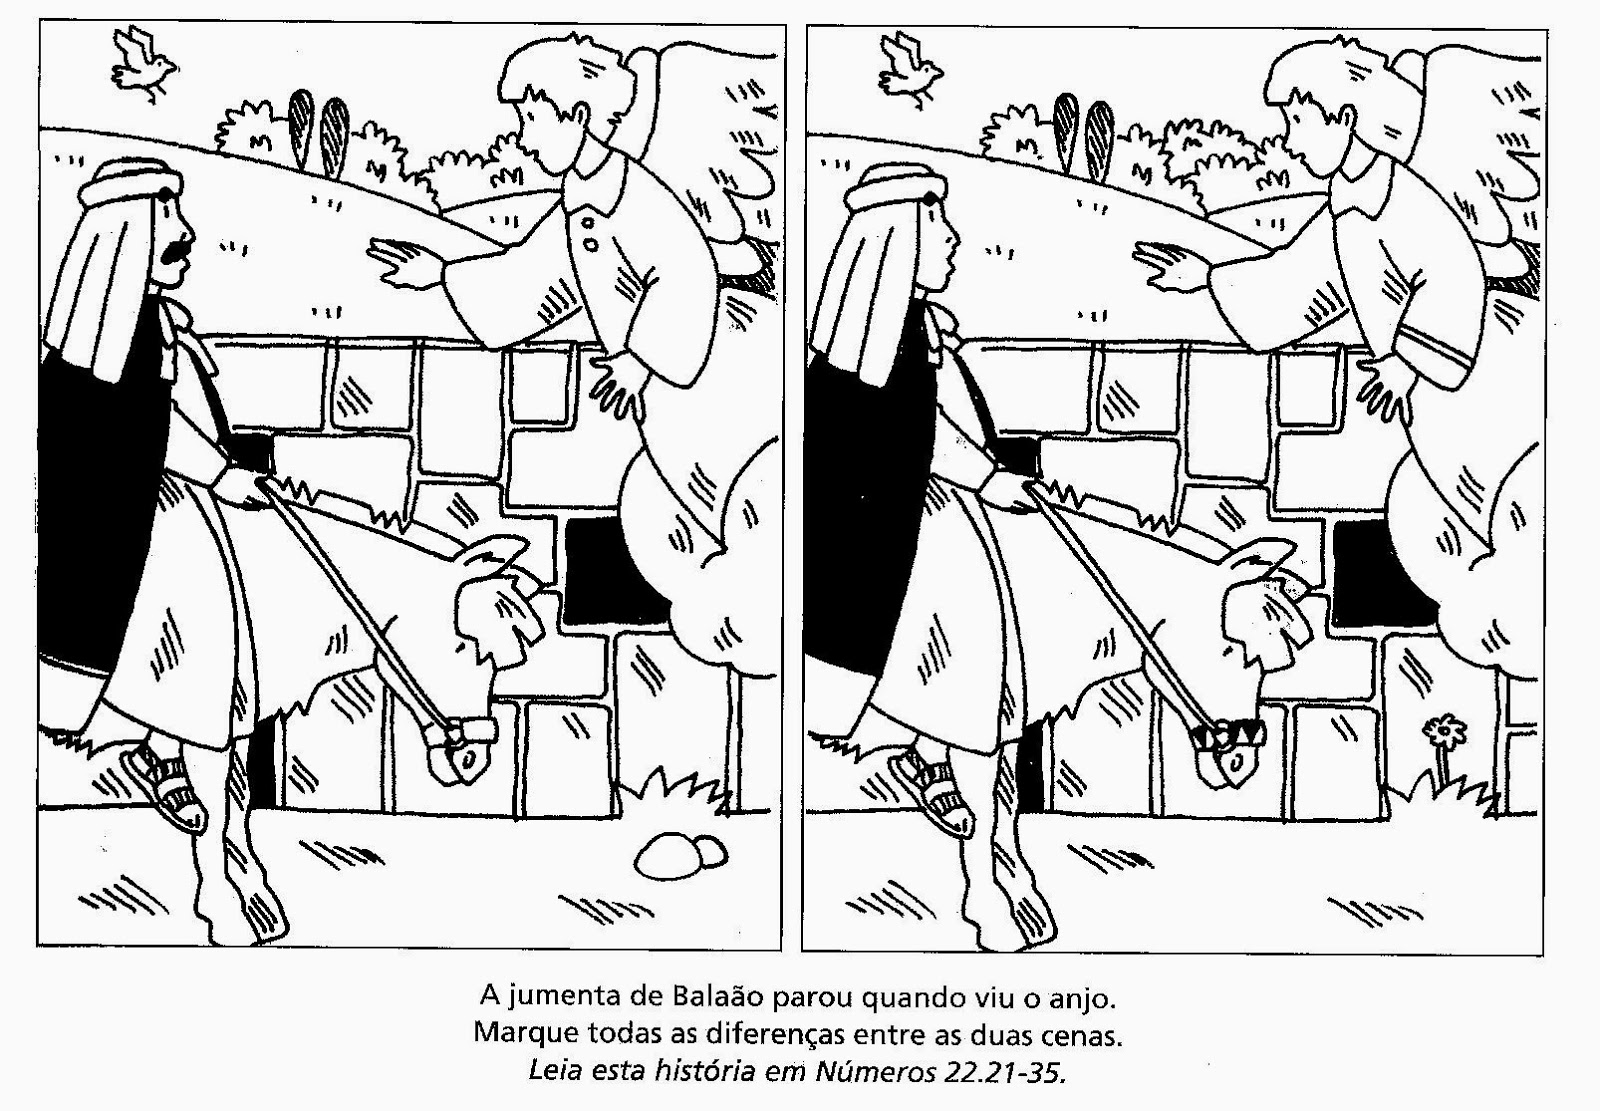 A jumenta de Balaão parou quando viu o anjo.
Marque todas as diferenças entre as duas cenas.
Leia esta história em Números 22.21-35.